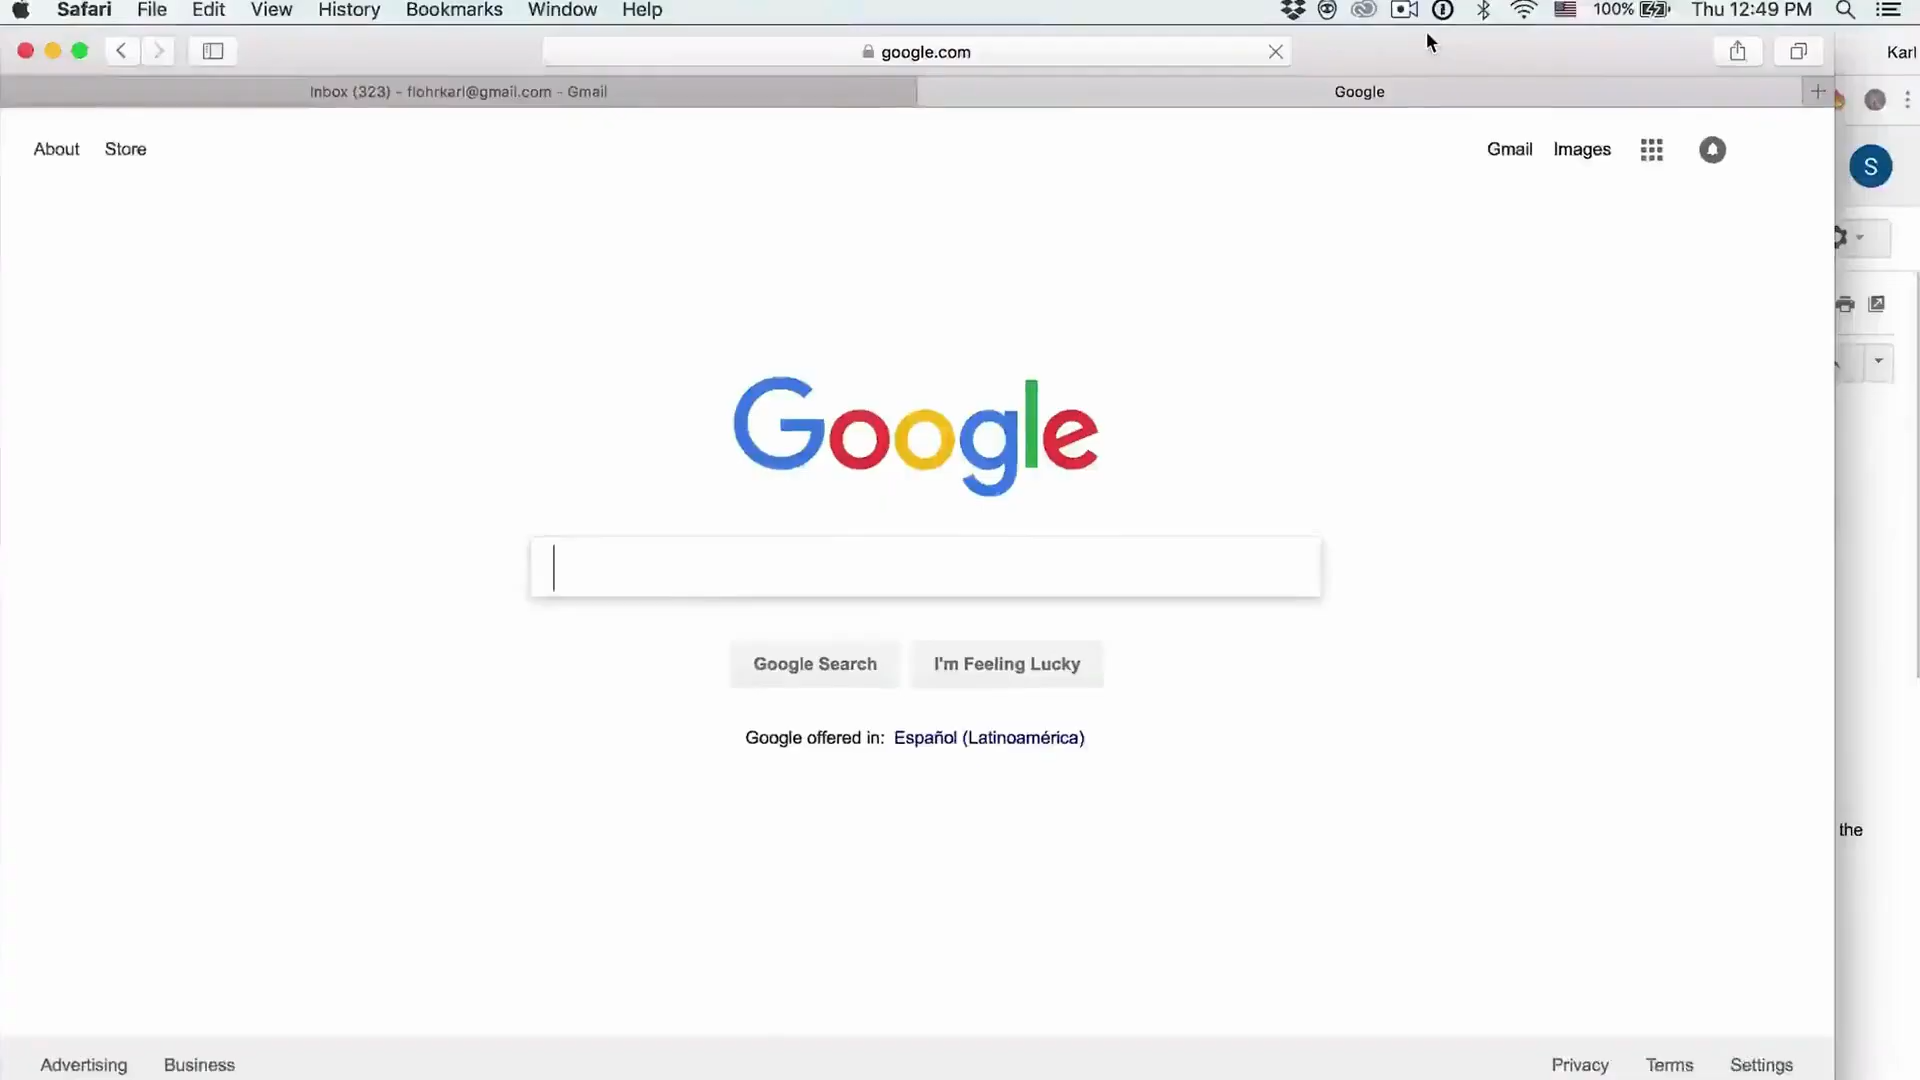 Safari File Edit View History Bookmarks Window Help 100% Thu 12:49 PM
google.com
Karl
Inbox (323) - flohrkarl@gmail.com - Gmail
Google
About Store
Gmail Images
S
Google
Google Search I'm Feeling Lucky
Google offered in: Español (Latinoamérica)
the
Advertising Business
Privacy Terms Settings